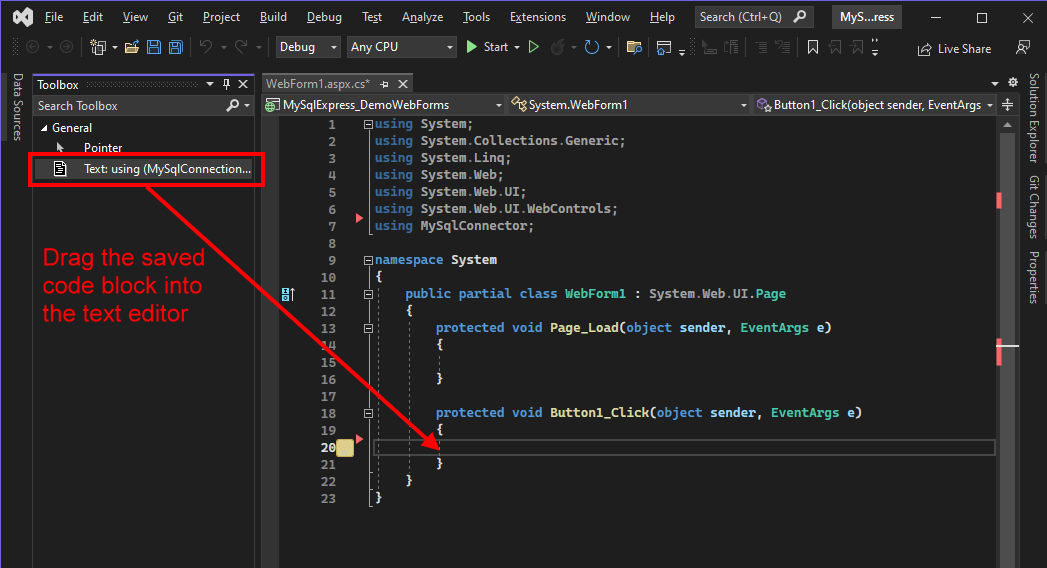 File Edit View Git Project Build Debug Test Analyze Tools Extensions Window Help Search (Ctrl+Q) MyS...ress
Debug Any CPU Start Live Share
Data Sources
Toolbox
Search Toolbox
General
Pointer
Text: using (MySqlConnection...
Drag the saved
code block into
the text editor
WebForm1.aspx.cs*
MySqlExpress_DemoWebForms System.WebForm1 Button1_Click(object sender, EventArgs
1 using System;
2 using System.Collections.Generic;
3 using System.Linq;
4 using System.Web;
5 using System.Web.UI;
6 using System.Web.UI.WebControls;
7 using MySqlConnector;
8
9 namespace System
10 {
11 public partial class WebForm1 : System.Web.UI.Page
12 {
13 protected void Page_Load(object sender, EventArgs e)
14 {
15
16 }
17
18 protected void Button1_Click(object sender, EventArgs e)
19 {
20
21 }
22 }
23 }
Solution Explorer
Git Changes
Properties